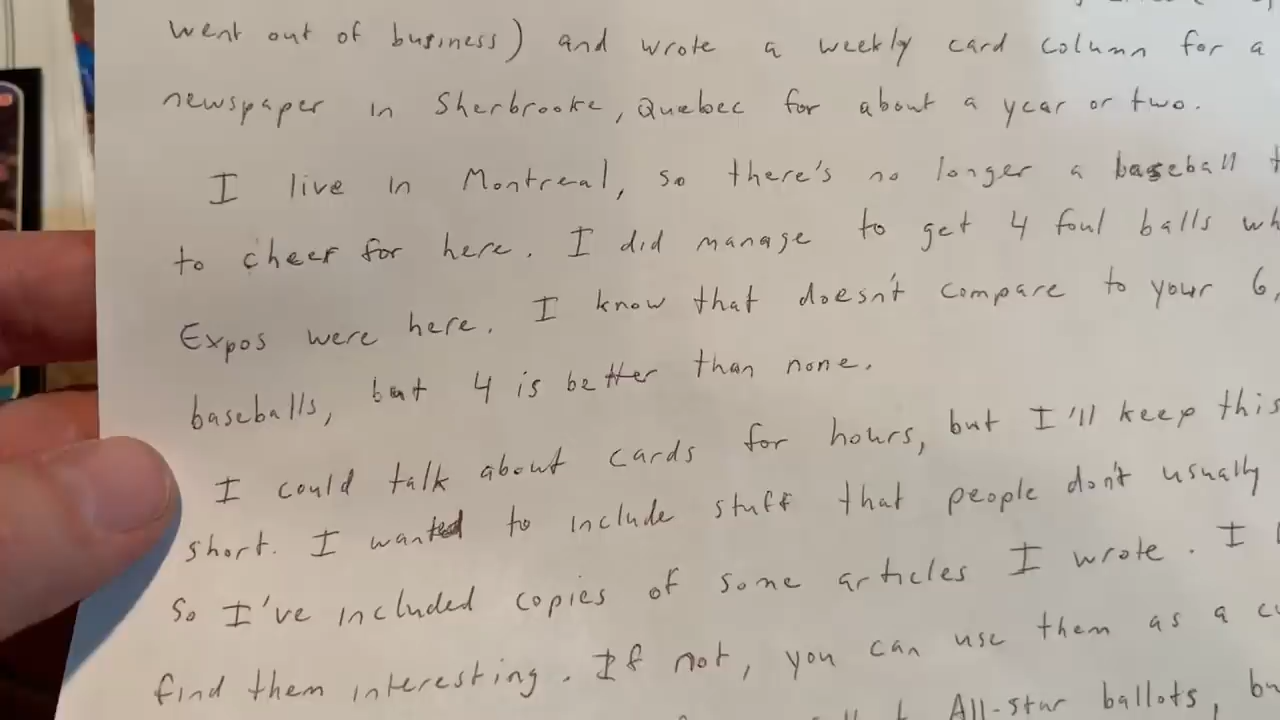 went out of business) and wrote a weekly card column for a
newspaper in Sherbrooke, Quebec for about a year or two.
I live in Montreal, so there's no longer a baseball
to cheer for here. I did manage to get 4 foul balls
Expos were here. I know that doesn't compare to your 6,
baseballs, but 4 is better than none.
I could talk about cards for hours, but I'll keep this
short. I wanted to include stuff that people don't usually
So I've included copies of some articles I wrote. I
find them interesting. If not, you can use them as a
All-star ballots,